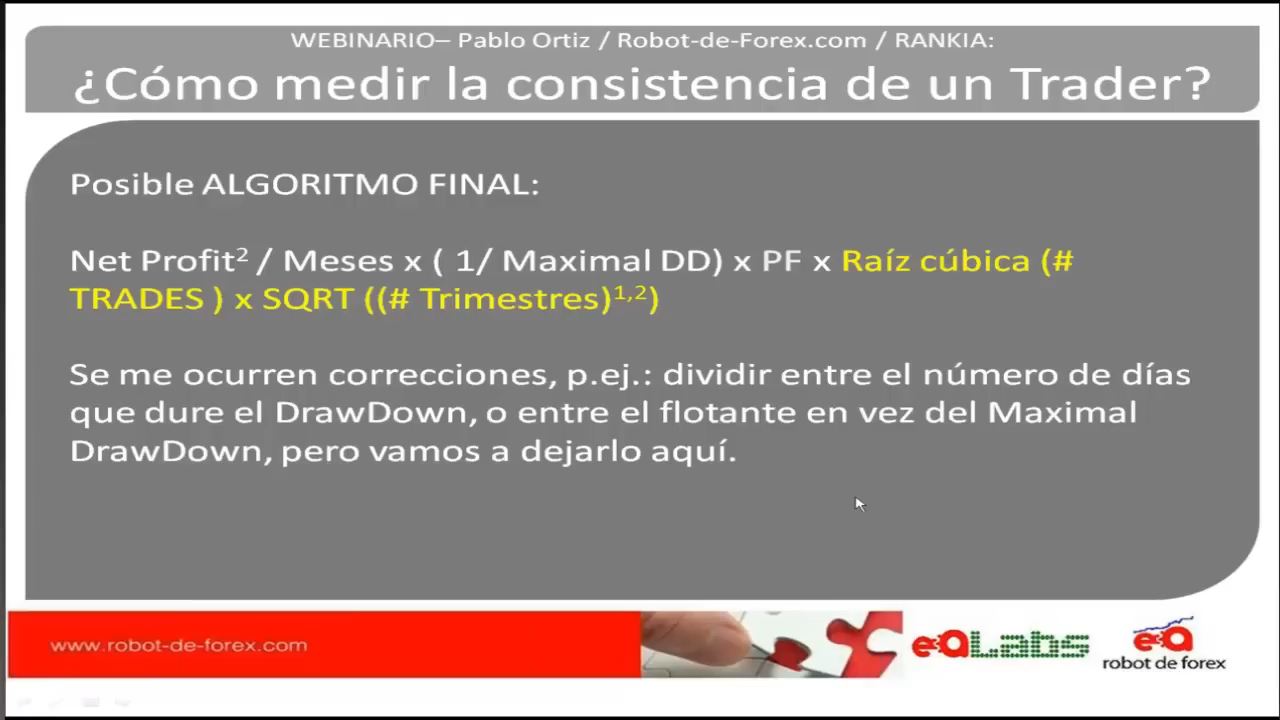 WEBINARIO– Pablo Ortiz / Robot-de-Forex.com / RANKIA:
¿Cómo medir la consistencia de un Trader?
Posible ALGORITMO FINAL:
Net Profit² / Meses x ( 1/ Maximal DD) x PF x Raíz cúbica (#
TRADES ) x SQRT ((# Trimestres)¹,²)
Se me ocurren correcciones, p.ej.: dividir entre el número de días
que dure el DrawDown, o entre el flotante en vez del Maximal
DrawDown, pero vamos a dejarlo aquí.
www.robot-de-forex.com
eaLabs
ea
robot de forex